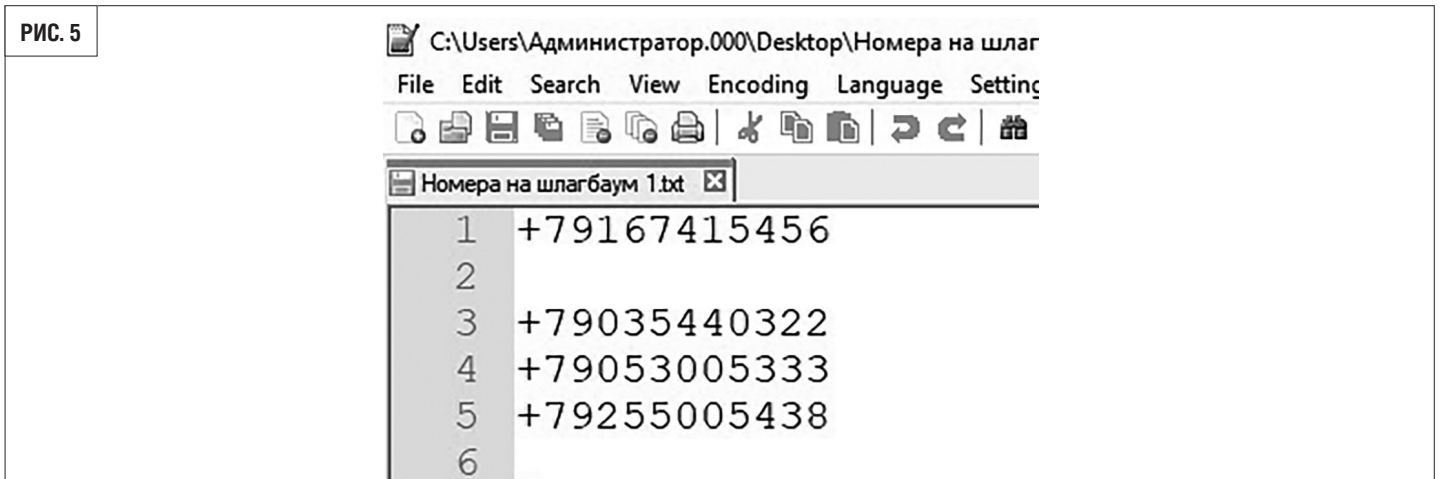 РИС. 5
C:\Users\Администратор.000\Desktop\Номера на шлаг
File Edit Search View Encoding Language Setting
Номера на шлагбаум 1.txt
1 +79167415456
2
3 +79035440322
4 +79053005333
5 +79255005438
6